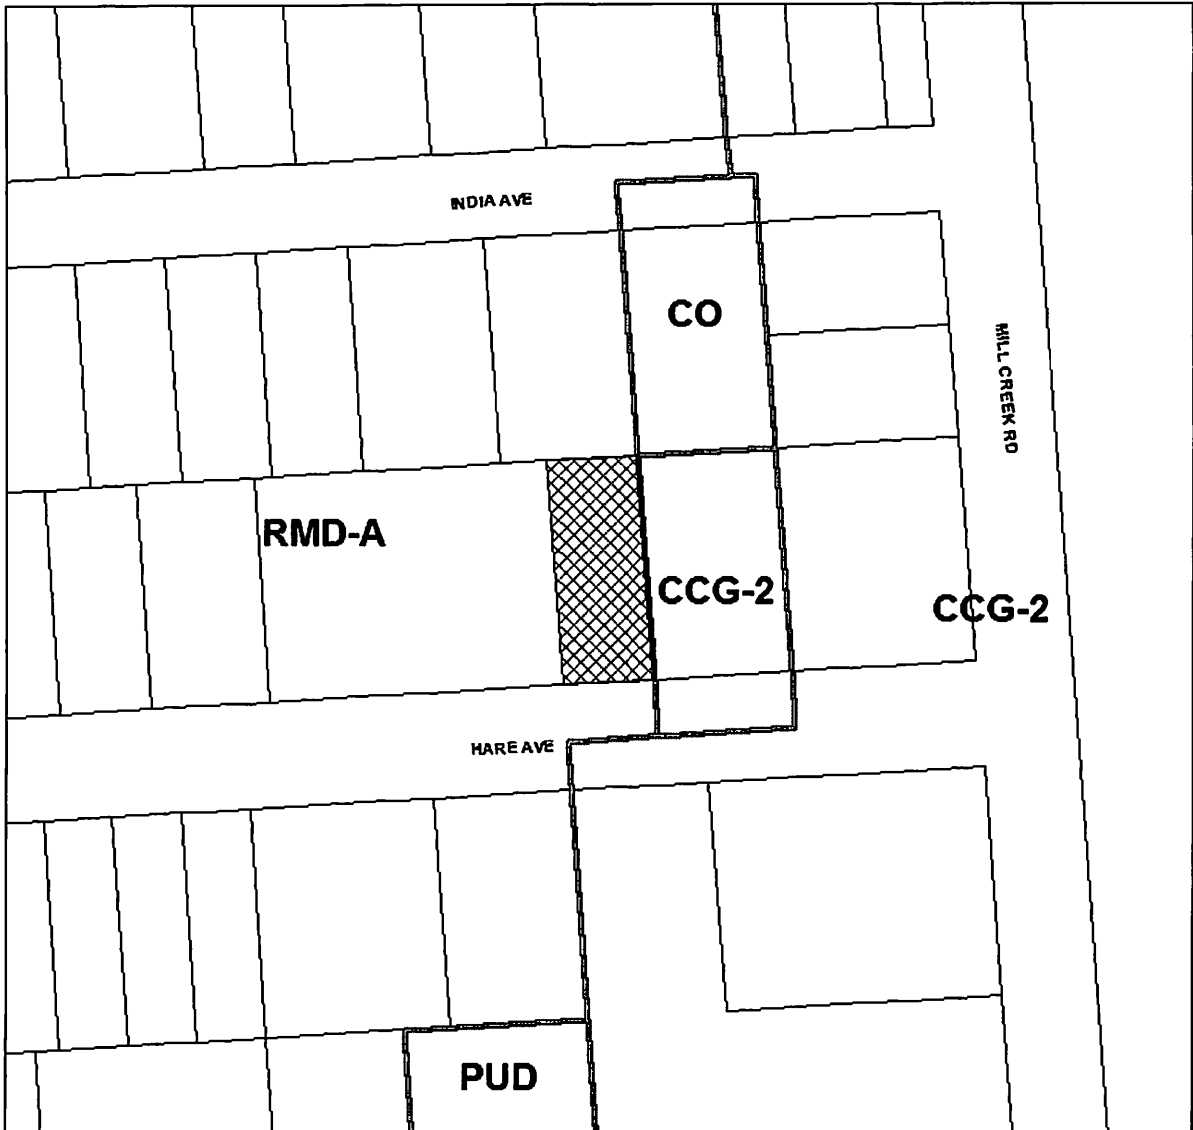 INDIA AVE
CO
MILL CREEK RD
RMD-A
CCG-2
CCG-2
HARE AVE
PUD